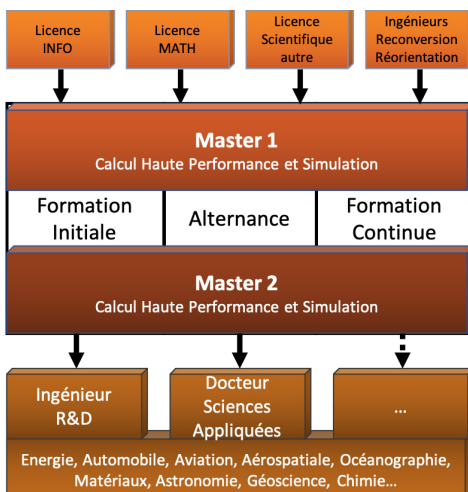 Licence
INFO
Licence
MATH
Licence
Scientifique
autre
Ingénieurs
Reconversion
Réorientation
Master 1
Calcul Haute Performance et Simulation
Formation
Initiale
Alternance
Formation
Continue
Master 2
Calcul Haute Performance et Simulation
Ingénieur
R&D
Docteur
Sciences
Appliquées
...
Energie, Automobile, Aviation, Aérospatiale, Océanographie,
Matériaux, Astronomie, Géoscience, Chimie...